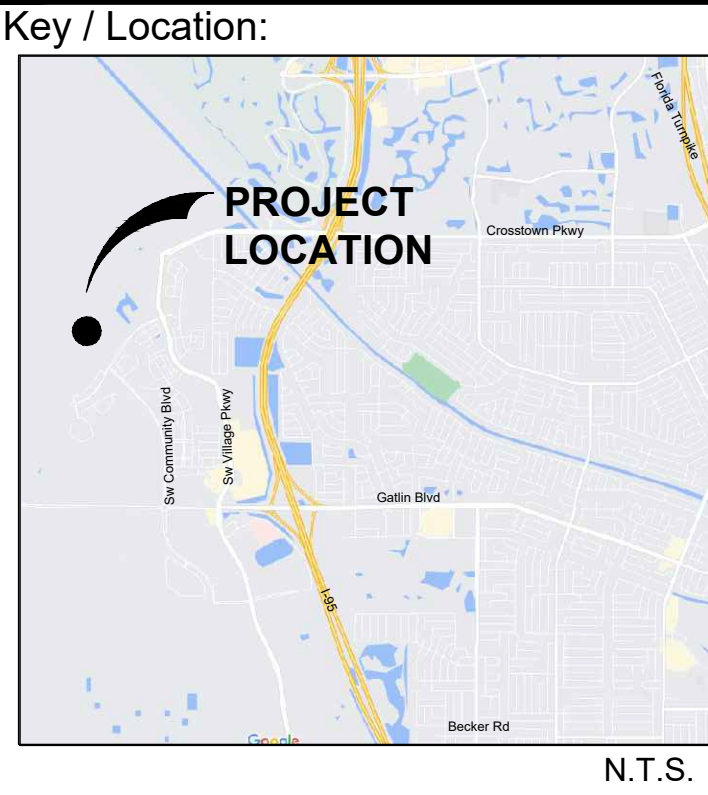 Key / Location:
Florida Turnpike
PROJECT
LOCATION
Crosstown Pkwy
Sw Community Blvd
Sw Village Pkwy
Gatlin Blvd
I-95
Becker Rd
Google
N.T.S.